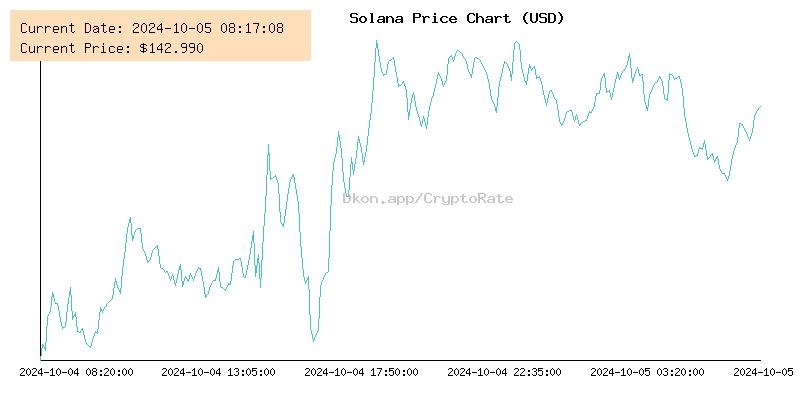 Solana Price Chart (USD)
Current Date: 2024-10-05 08:17:08
Current Price: $142.990
Dkon.app/CryptoRate
2024-10-04 08:20:00
2024-10-04 13:05:00
2024-10-04 17:50:00
2024-10-04 22:35:00
2024-10-05 03:20:00
2024-10-05